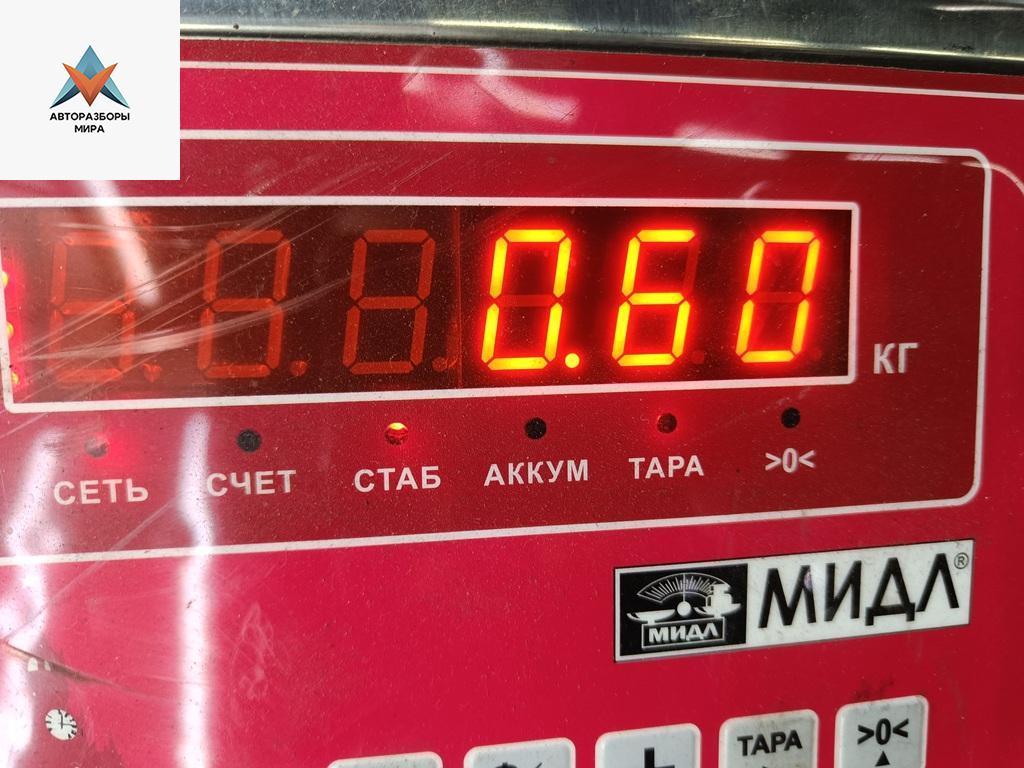 АВТОРАЗБОРЫ
МИРА
0.60
КГ
СЕТЬ
СЧЕТ
СТАБ
АККУМ
ТАРА
>0<
МИДЛ
МИДЛ®
ТАРА
>0<